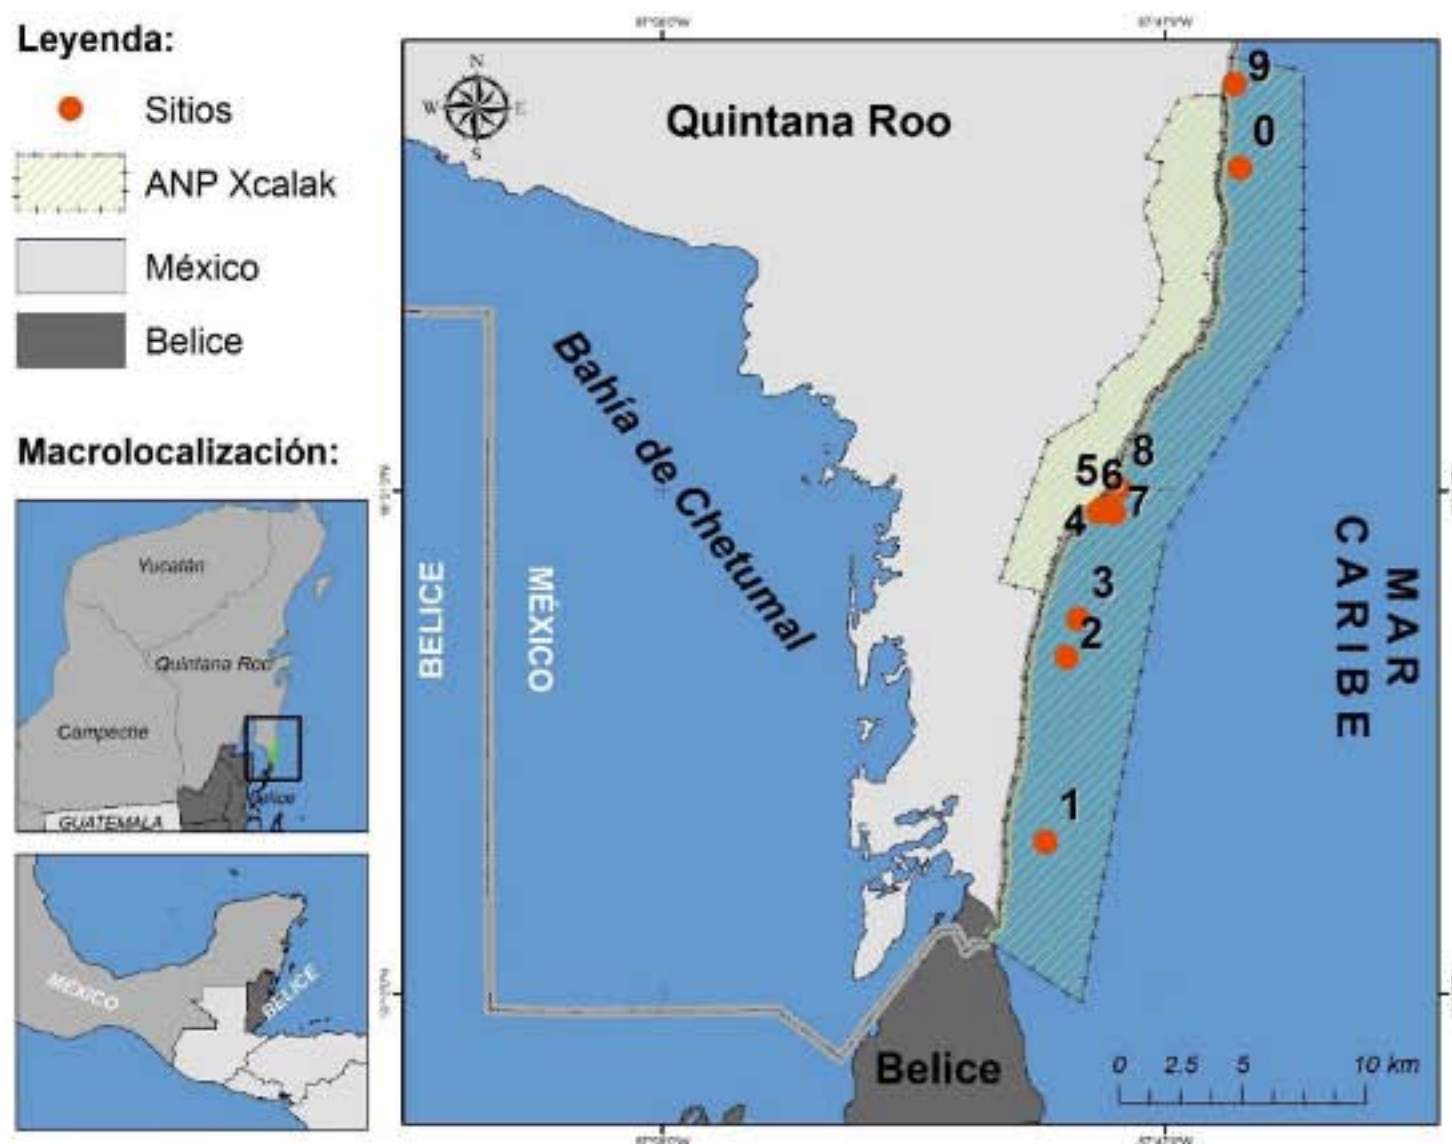 Leyenda:
Sitios
ANP Xcalak
México
Belice
Macrolocalización:
Yucatán
Quintana Roo
Campeche
Belice
GUATEMALA
MÉXICO
BELICE
N
W E
S
Quintana Roo
9
0
Bahía de Chetumal
BELICE
MÉXICO
8
5 6
7
4
3
2
1
MAR
CARIBE
Belice
0 2.5 5 10 km